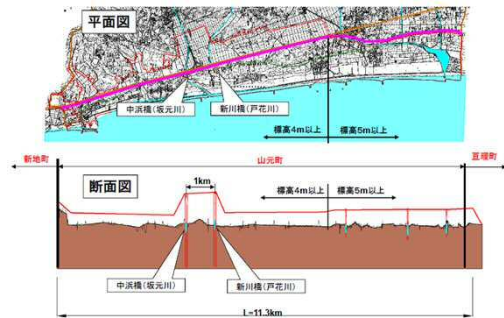 平面図
中浜橋(坂元川)
新川橋(戸花川)
標高4m以上
標高5m以上
新地町
山元町
亘理町
断面図
1km
標高4m以上
標高5m以上
中浜橋(坂元川)
新川橋(戸花川)
L=11.3km